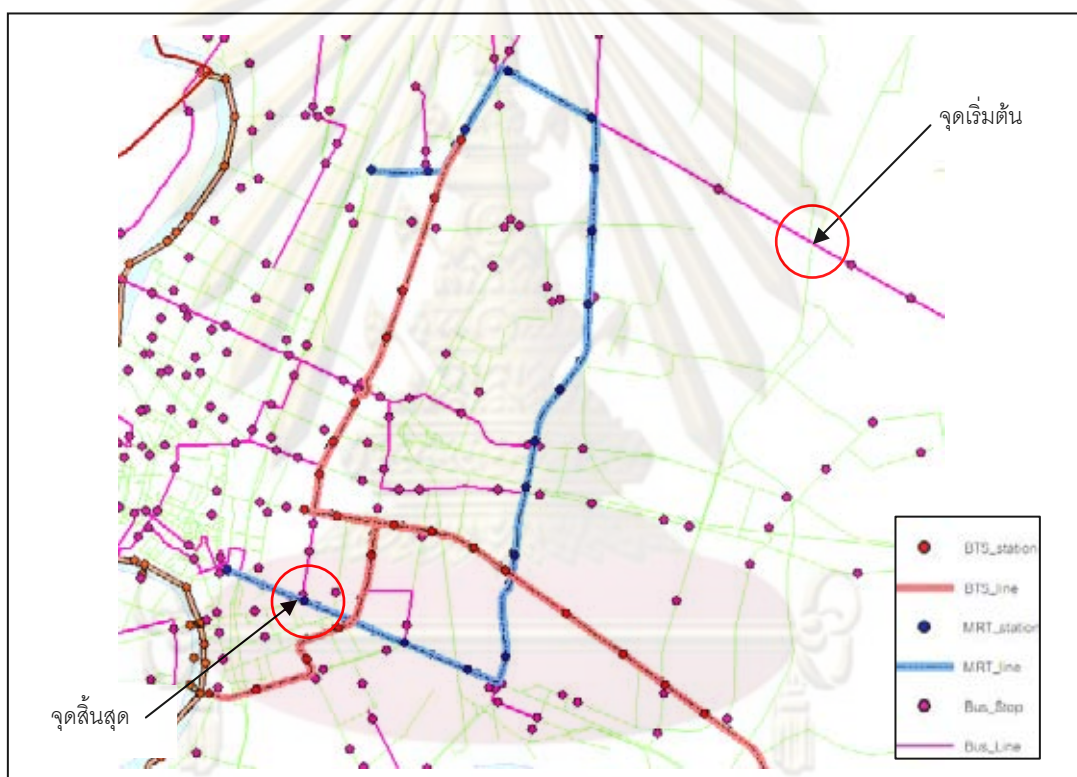 จุดเริ่มต้น
จุดสิ้นสุด
BTS_station
BTS_line
MRT_station
MRT_line
Bus_Stop
Bus_Line